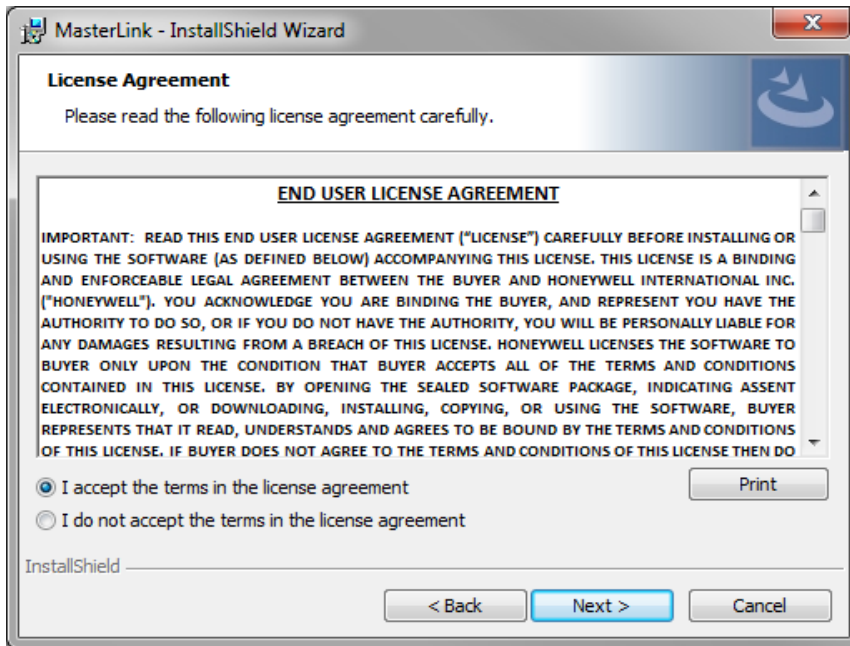 MasterLink - InstallShield Wizard
License Agreement
Please read the following license agreement carefully.
END USER LICENSE AGREEMENT
IMPORTANT: READ THIS END USER LICENSE AGREEMENT (“LICENSE”) CAREFULLY BEFORE INSTALLING OR
USING THE SOFTWARE (AS DEFINED BELOW) ACCOMPANYING THIS LICENSE. THIS LICENSE IS A BINDING
AND ENFORCEABLE LEGAL AGREEMENT BETWEEN THE BUYER AND HONEYWELL INTERNATIONAL INC.
("HONEYWELL"). YOU ACKNOWLEDGE YOU ARE BINDING THE BUYER, AND REPRESENT YOU HAVE THE
AUTHORITY TO DO SO, OR IF YOU DO NOT HAVE THE AUTHORITY, YOU WILL BE PERSONALLY LIABLE FOR
ANY DAMAGES RESULTING FROM A BREACH OF THIS LICENSE. HONEYWELL LICENSES THE SOFTWARE TO
BUYER ONLY UPON THE CONDITION THAT BUYER ACCEPTS ALL OF THE TERMS AND CONDITIONS
CONTAINED IN THIS LICENSE. BY OPENING THE SEALED SOFTWARE PACKAGE, INDICATING ASSENT
ELECTRONICALLY, OR DOWNLOADING, INSTALLING, COPYING, OR USING THE SOFTWARE, BUYER
REPRESENTS THAT IT READ, UNDERSTANDS AND AGREES TO BE BOUND BY THE TERMS AND CONDITIONS
OF THIS LICENSE. IF BUYER DOES NOT AGREE TO THE TERMS AND CONDITIONS OF THIS LICENSE THEN DO
I accept the terms in the license agreement
Print
I do not accept the terms in the license agreement
InstallShield
< Back
Next >
Cancel